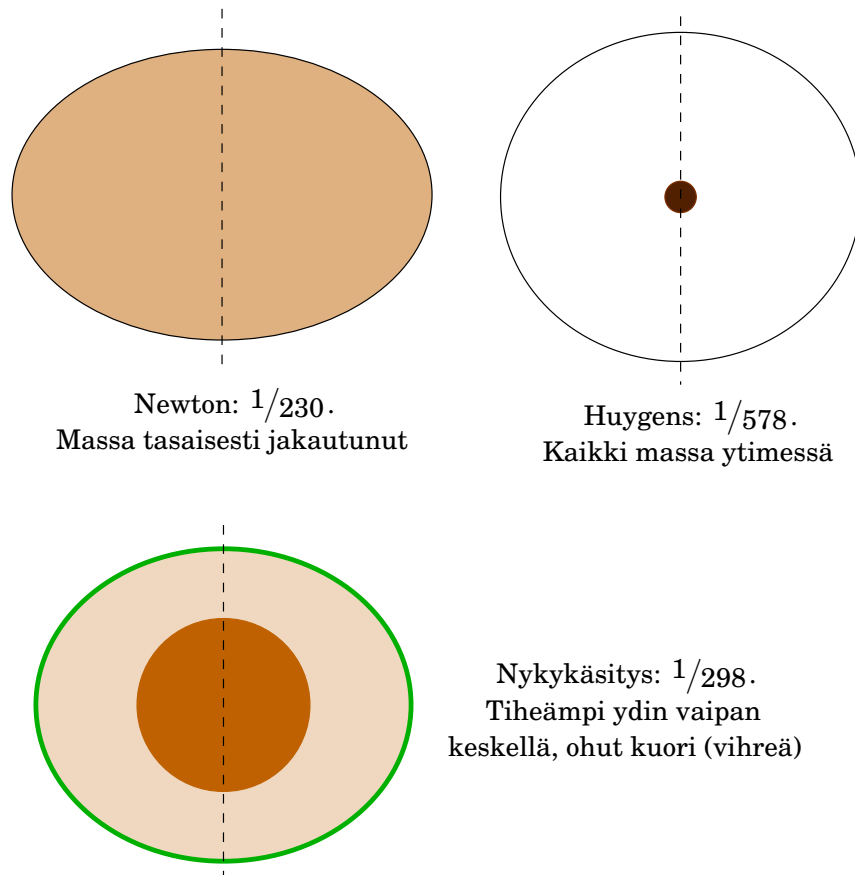 Newton: 1/230.
Massa tasaisesti jakautunut
Huygens: 1/578.
Kaikki massa ytimessä
Nykykäsitys: 1/298.
Tiheämpi ydin vaipan
keskellä, ohut kuori (vihreä)